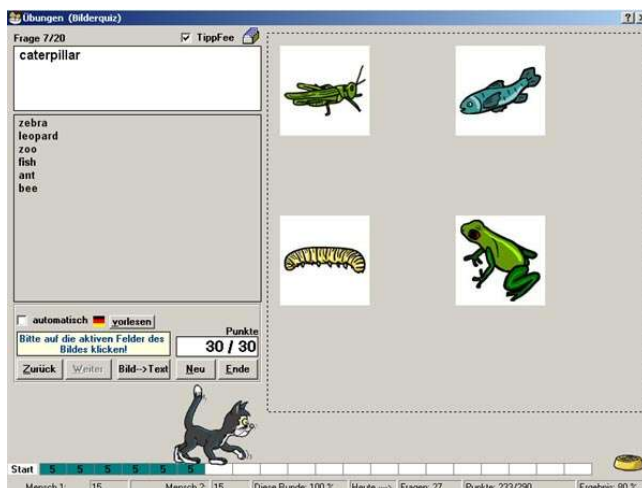 Übungen (Bilderquiz)
Frage 7/20
TippFee
caterpillar
zebra
leopard
zoo
fish
ant
bee
automatisch
vorlesen
Bitte auf die aktiven Felder des
Bildes klicken!
Punkte
30 / 30
Zurück Weiter Bild-->Text Neu Ende
Start 5 5 5 5 5 5
Mensch 1: 15 Mensch 2: 15 Diese Runde: 100 % Heute ---> Fragen: 27 Punkte: 233/290 Ergebnis: 80 %